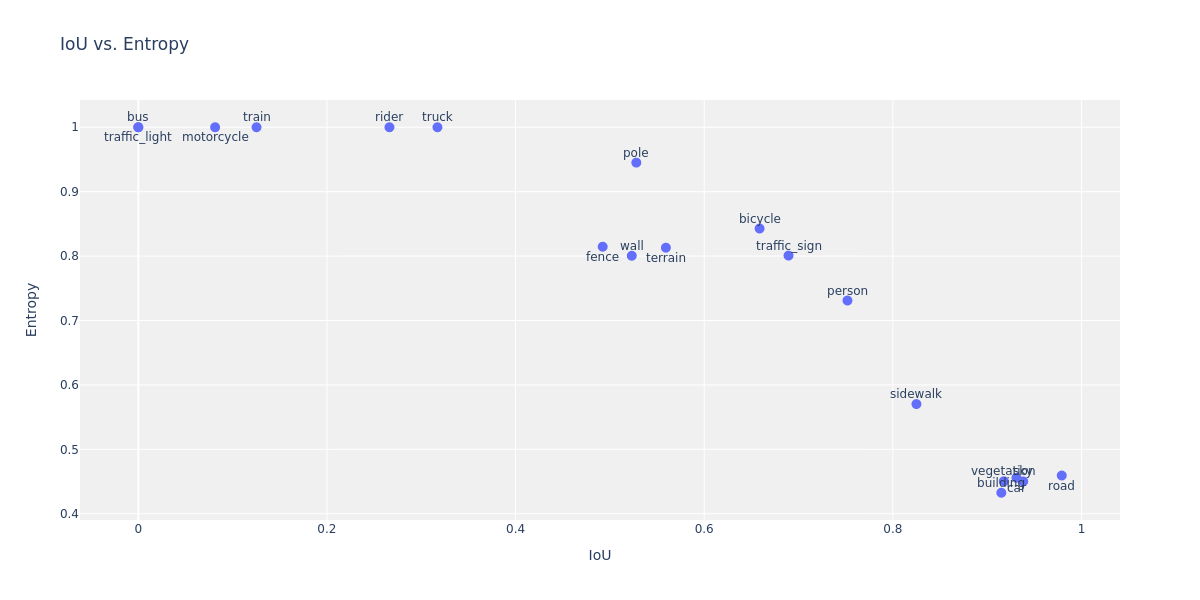 IoU vs. Entropy
bus
train
rider
truck
1
traffic_light
motorcycle
pole
0.9
bicycle
wall
traffic_sign
0.8
fence
terrain
person
0.7
Entropy
0.6
sidewalk
0.5
vegetation
sky
building
car
road
0.4
0
0.2
0.4
0.6
0.8
1
IoU